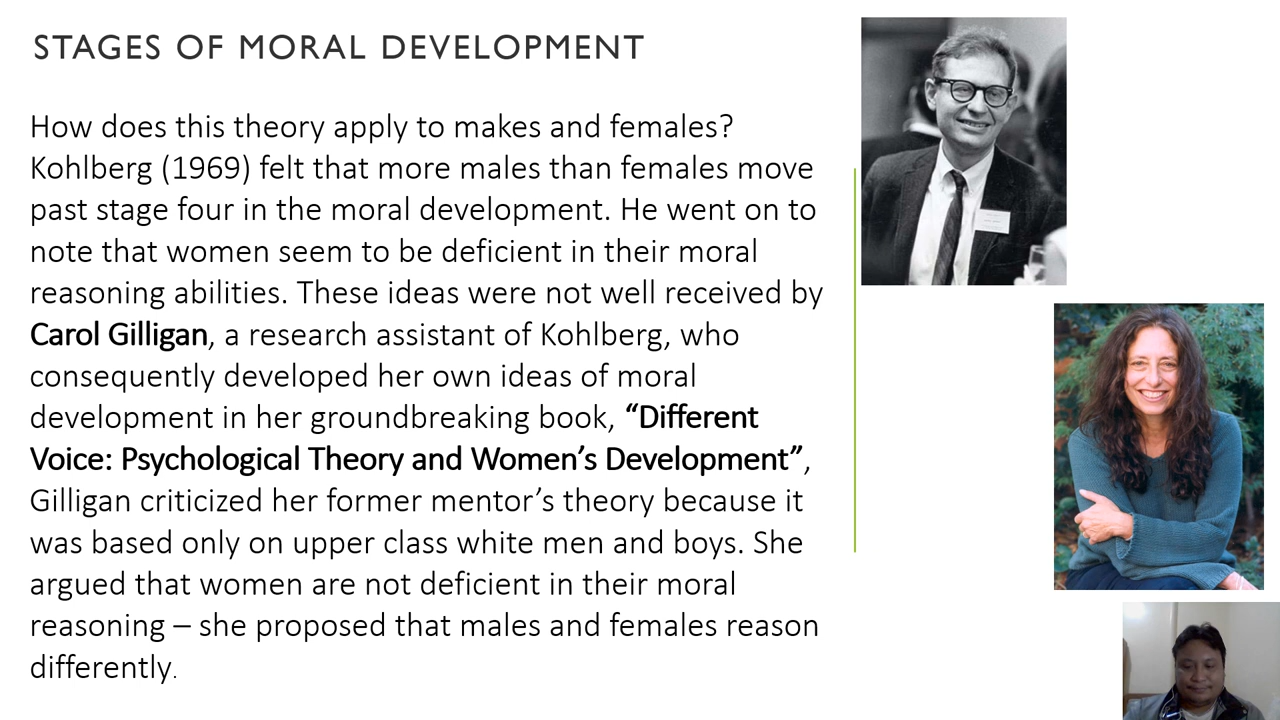 STAGES OF MORAL DEVELOPMENT
How does this theory apply to makes and females?
Kohlberg (1969) felt that more males than females move
past stage four in the moral development. He went on to
note that women seem to be deficient in their moral
reasoning abilities. These ideas were not well received by
Carol Gilligan, a research assistant of Kohlberg, who
consequently developed her own ideas of moral
development in her groundbreaking book, “Different
Voice: Psychological Theory and Women’s Development”,
Gilligan criticized her former mentor’s theory because it
was based only on upper class white men and boys. She
argued that women are not deficient in their moral
reasoning – she proposed that males and females reason
differently.